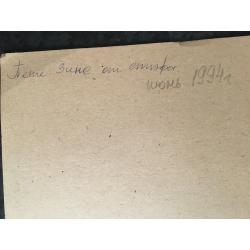 Тете Зине от
июнь 1994г